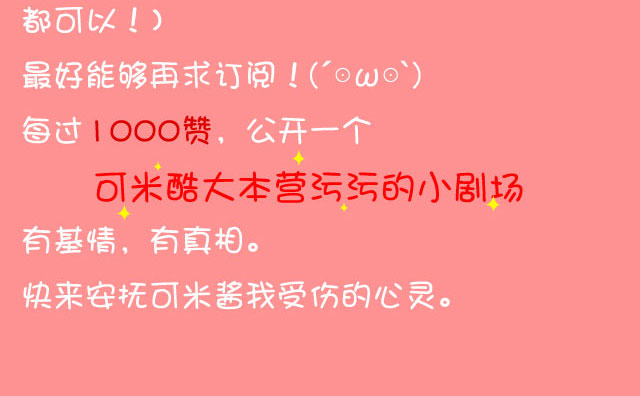 都可以！）
最好能够再求订阅！(´⊙ω⊙`)
每过1000赞，公开一个
可米酷大本营污污的小剧场
有基情，有真相。
快来安抚可米酱我受伤的心灵。